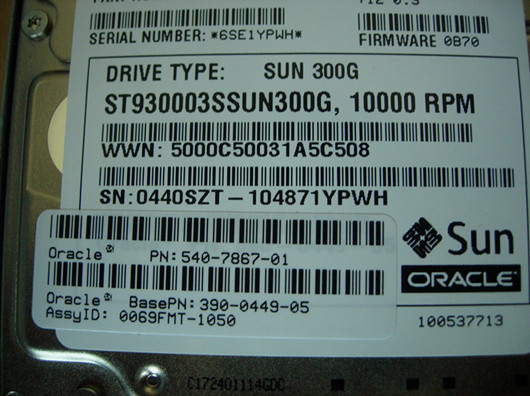 SERIAL NUMBER: *6SE1YPWH*
FIRMWARE 0B70
DRIVE TYPE: SUN 300G
ST930003SSUN300G, 10000 RPM
WWN: 5000C50031A5C508
SN:0440SZT-104871YPWH
Sun
ORACLE
Oracle® PN:540-7867-01
Oracle® BasePN:390-0449-05
AssyID: 0069FMT-1050
100537713
C172401114GDC